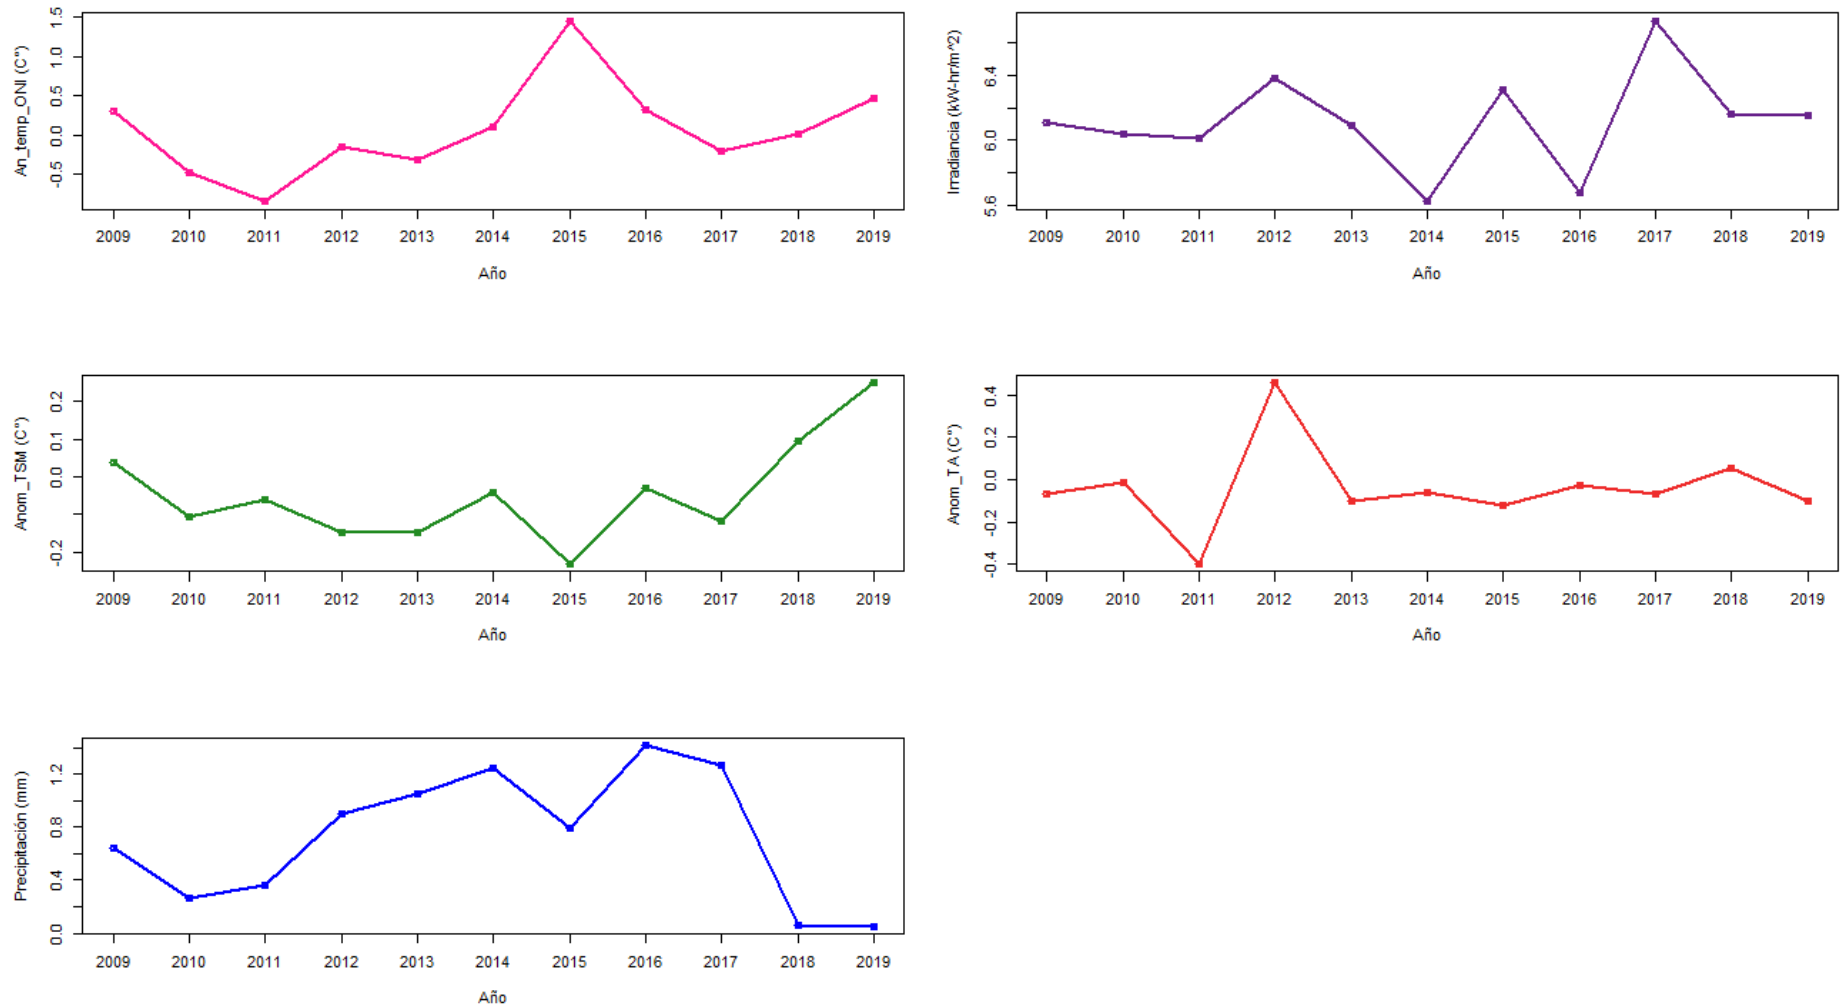 An_temp_ONI (C°)
1.5
1.0
0.5
0.0
-0.5
2009 2010 2011 2012 2013 2014 2015 2016 2017 2018 2019
Año
Irradiancia (kW-hr/m^2)
6.4
6.0
5.6
2009 2010 2011 2012 2013 2014 2015 2016 2017 2018 2019
Año
Anom_TSM (C°)
0.2
0.1
0.0
-0.2
2009 2010 2011 2012 2013 2014 2015 2016 2017 2018 2019
Año
Anom_TA (C°)
0.4
0.2
0.0
-0.2
-0.4
2009 2010 2011 2012 2013 2014 2015 2016 2017 2018 2019
Año
Precipitación (mm)
1.2
0.8
0.4
0.0
2009 2010 2011 2012 2013 2014 2015 2016 2017 2018 2019
Año